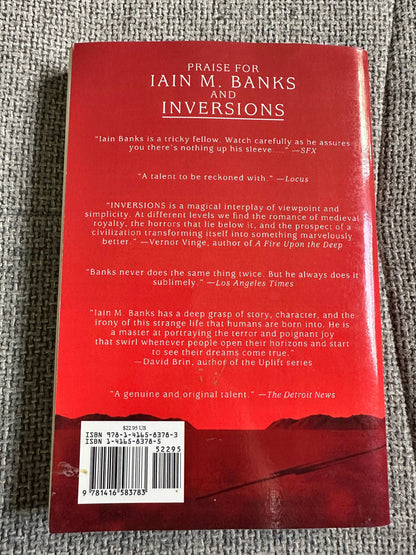 PRAISE FOR
IAIN M. BANKS
AND
INVERSIONS
"Iain Banks is a tricky fellow. Watch carefully as he assures
you there's nothing up his sleeve...." —SFX
"A talent to be reckoned with." —Locus
"INVERSIONS is a magical interplay of viewpoint and
simplicity. At different levels we find the romance of medieval
royalty, the horrors that lie below it, and the prospect of a
civilization transforming itself into something marvelously
better." —Vernor Vinge, author of A Fire Upon the Deep
"Banks never does the same thing twice. But he always does it
sublimely." —Los Angeles Times
"Iain M. Banks has a deep grasp of story, character, and the
irony of this strange life that humans are born into. He is
a master at portraying the terror and poignant joy
that swirl whenever people open their horizons and start
to see their dreams come true."
—David Brin, author of the Uplift series
"A genuine and original talent." —The Detroit News
$22.95 US
ISBN 978-1-4165-8378-3
ISBN 1-4165-8378-5
52295
9 781416 583783